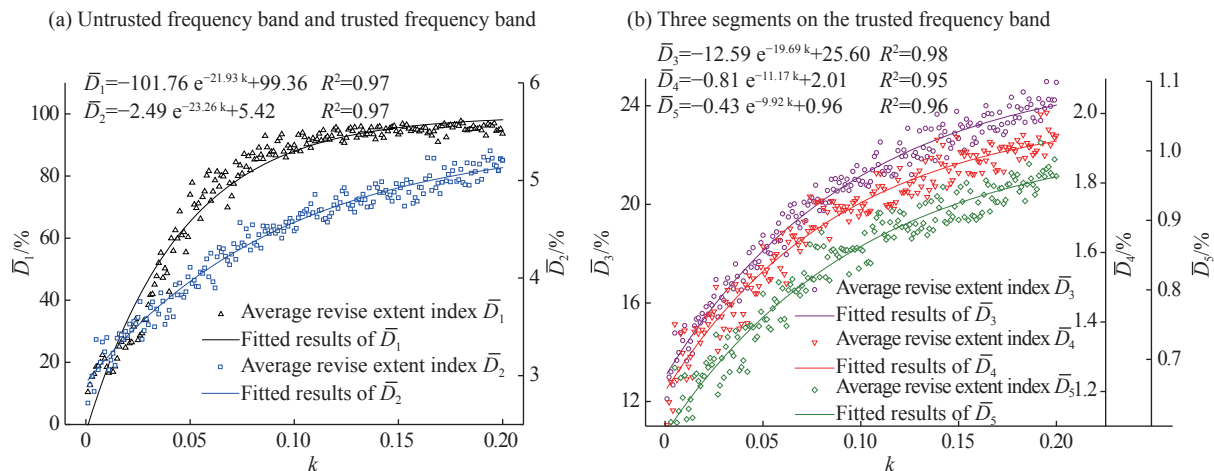 (a) Untrusted frequency band and trusted frequency band
D̅₁=−101.76 e⁻²¹·⁹³ ᵏ+99.36 R²=0.97
D̅₂=−2.49 e⁻²³·²⁶ ᵏ+5.42 R²=0.97
100
80
60
40
20
0
D̅₁/%
6
5
4
3
D̅₂/%
Average revise extent index D̅₁
Fitted results of D̅₁
Average revise extent index D̅₂
Fitted results of D̅₂
0 0.05 0.10 0.15 0.20
k
(b) Three segments on the trusted frequency band
D̅₃=−12.59 e⁻¹⁹·⁶⁹ ᵏ+25.60 R²=0.98
D̅₄=−0.81 e⁻¹¹·¹⁷ ᵏ+2.01 R²=0.95
D̅₅=−0.43 e⁻⁹·⁹² ᵏ+0.96 R²=0.96
24
20
16
12
D̅₃/%
2.0
1.8
1.6
1.4
1.2
D̅₄/%
1.1
1.0
0.9
0.8
0.7
D̅₅/%
Average revise extent index D̅₃
Fitted results of D̅₃
Average revise extent index D̅₄
Fitted results of D̅₄
Average revise extent index D̅₅
Fitted results of D̅₅
0 0.05 0.10 0.15 0.20
k